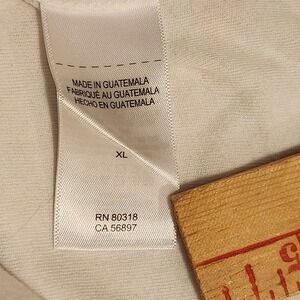 MADE IN GUATEMALA
FABRIQUÉ AU GUATEMALA
HECHO EN GUATEMALA
XL
RN 80318
CA 56897